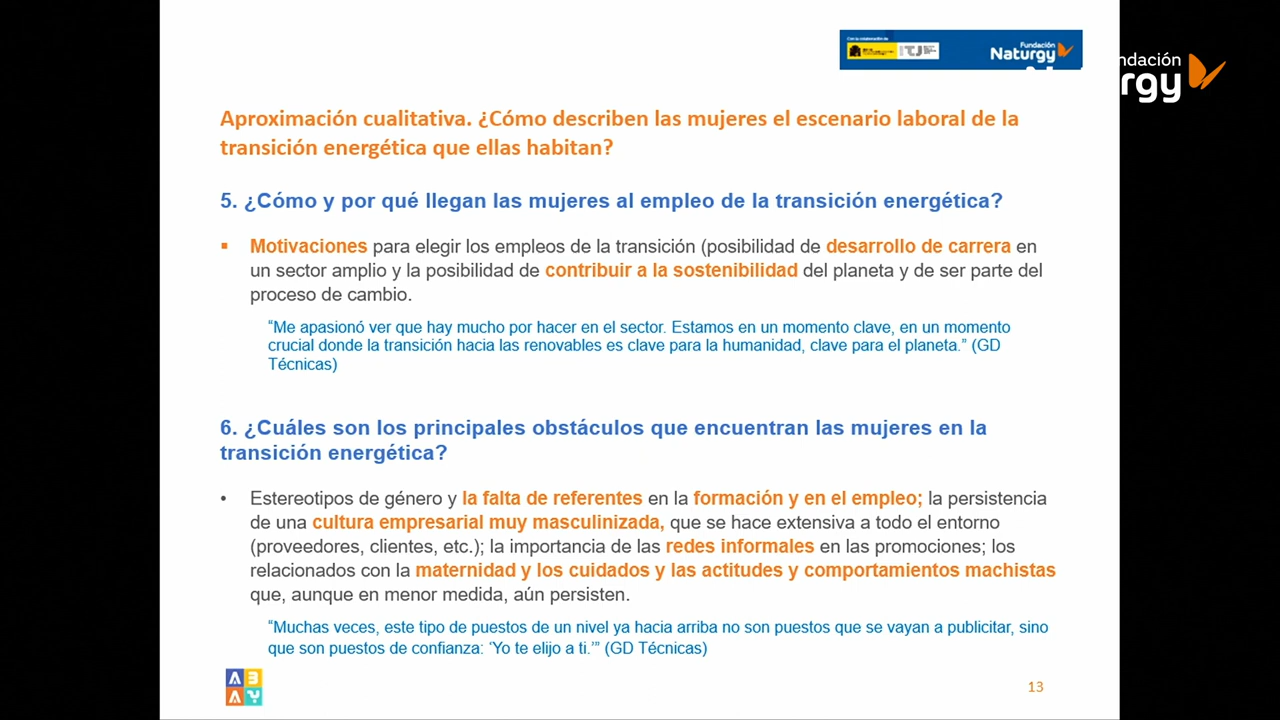 Con la colaboración de
Fundación
Naturgy
ndación
rgy
Aproximación cualitativa. ¿Cómo describen las mujeres el escenario laboral de la
transición energética que ellas habitan?
5. ¿Cómo y por qué llegan las mujeres al empleo de la transición energética?
▪ Motivaciones para elegir los empleos de la transición (posibilidad de desarrollo de carrera en
un sector amplio y la posibilidad de contribuir a la sostenibilidad del planeta y de ser parte del
proceso de cambio.
“Me apasionó ver que hay mucho por hacer en el sector. Estamos en un momento clave, en un momento
crucial donde la transición hacia las renovables es clave para la humanidad, clave para el planeta.” (GD
Técnicas)
6. ¿Cuáles son los principales obstáculos que encuentran las mujeres en la
transición energética?
• Estereotipos de género y la falta de referentes en la formación y en el empleo; la persistencia
de una cultura empresarial muy masculinizada, que se hace extensiva a todo el entorno
(proveedores, clientes, etc.); la importancia de las redes informales en las promociones; los
relacionados con la maternidad y los cuidados y las actitudes y comportamientos machistas
que, aunque en menor medida, aún persisten.
“Muchas veces, este tipo de puestos de un nivel ya hacia arriba no son puestos que se vayan a publicitar, sino
que son puestos de confianza: ‘Yo te elijo a ti.’” (GD Técnicas)
AB
AY
13